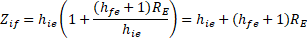 Z_{if} = h_{ie} \left( 1 + \frac{(h_{fe} + 1) R_E}{h_{ie}} \right) = h_{ie} + (h_{fe} + 1) R_E